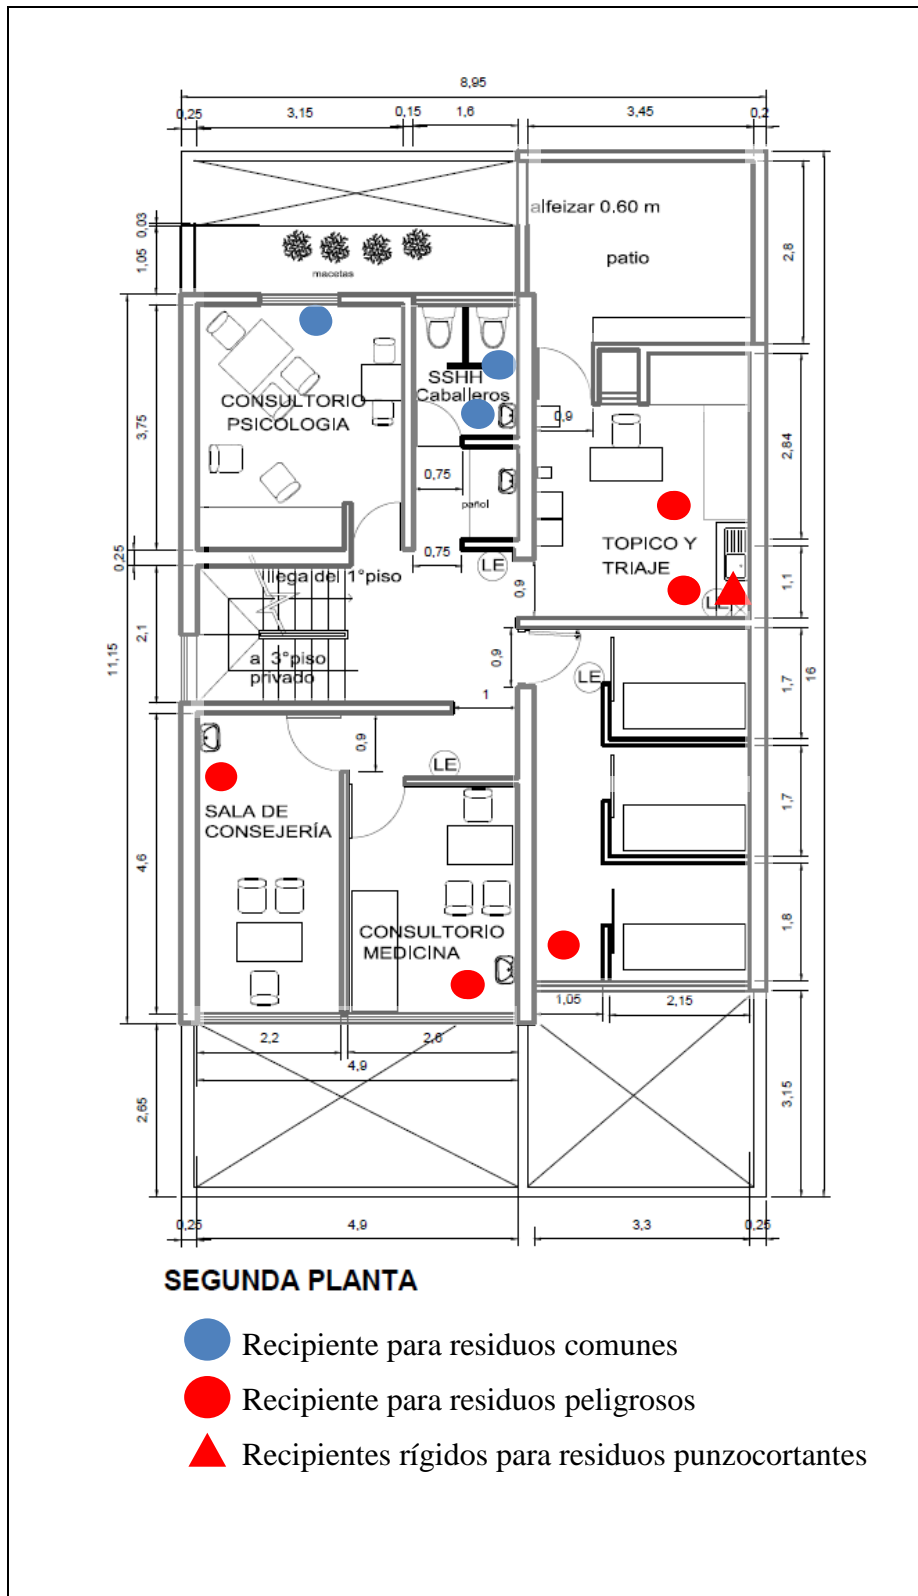 8,95
0,25 3,15 0,15 1,6 3,45 0,2
alfeizar 0.60 m
patio
2,8
0,03
1,05
macetas
CONSULTORIO
PSICOLOGIA
SSHH
Caballeros
0,9
3,75
2,84
0,75
pañol
0,75
LE
TOPICO Y
TRIAJE
LE
0,25
llega del 1°piso
0,9
1,1
2,1
11,15
a 3°piso
privado
0,9
1
LE
1,7
16
0,9
LE
SALA DE
CONSEJERÍA
1,7
4,6
CONSULTORIO
MEDICINA
1,8
1,05 2,15
2,2 2,6
4,9
2,65
3,15
0,25 4,9 3,3 0,25
SEGUNDA PLANTA
Recipiente para residuos comunes
Recipiente para residuos peligrosos
Recipientes rígidos para residuos punzocortantes